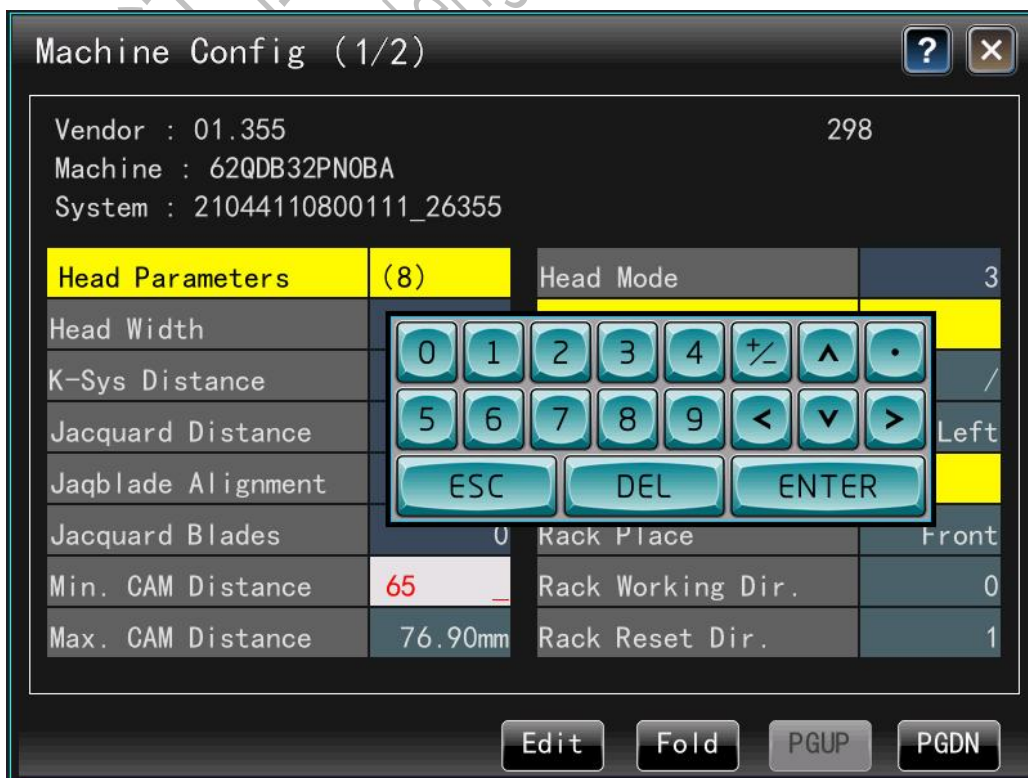 Machine Config (1/2)
?
×
Vendor : 01.355
298
Machine : 62QDB32PN0BA
System : 21044110800111_26355
Head Parameters (8)
Head Mode 3
Head Width
K-Sys Distance
/
Jacquard Distance
Left
Jaqblade Alignment
Jacquard Blades 0
Rack Place Front
Min. CAM Distance 65 _
Rack Working Dir. 0
Max. CAM Distance 76.90mm
Rack Reset Dir. 1
0 1 2 3 4 +/- ∧ .
5 6 7 8 9 < ∨ >
ESC DEL ENTER
Edit Fold PGUP PGDN